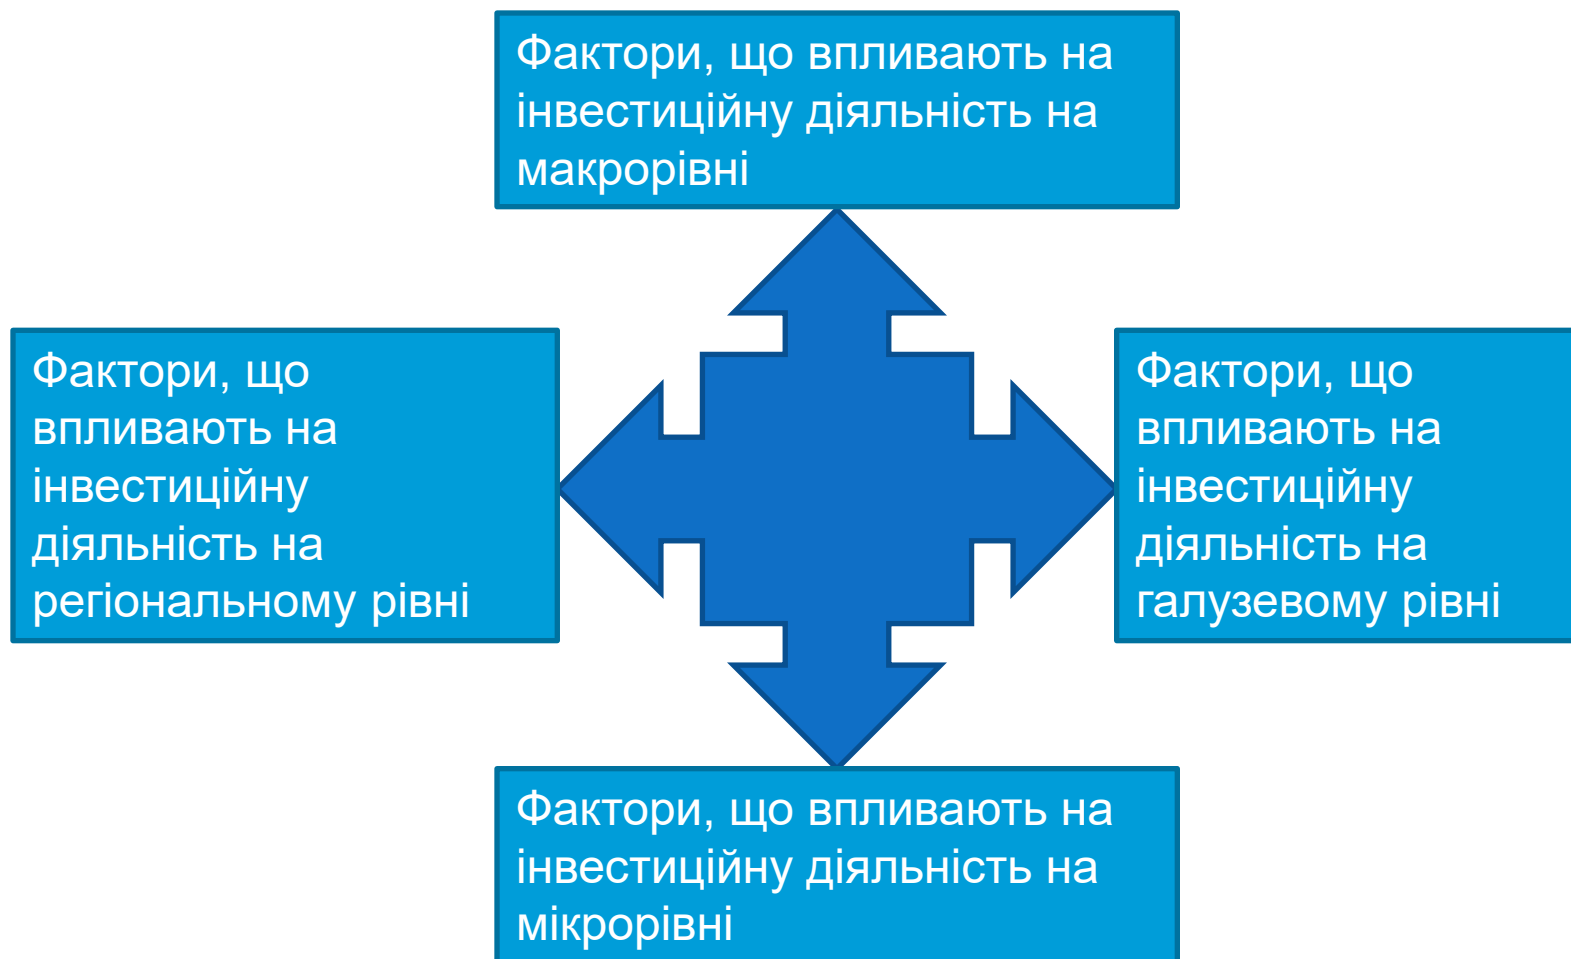 Фактори, що впливають на
інвестиційну діяльність на
макрорівні
Фактори, що
впливають на
інвестиційну
діяльність на
регіональному рівні
Фактори, що
впливають на
інвестиційну
діяльність на
галузевому рівні
Фактори, що впливають на
інвестиційну діяльність на
мікрорівні